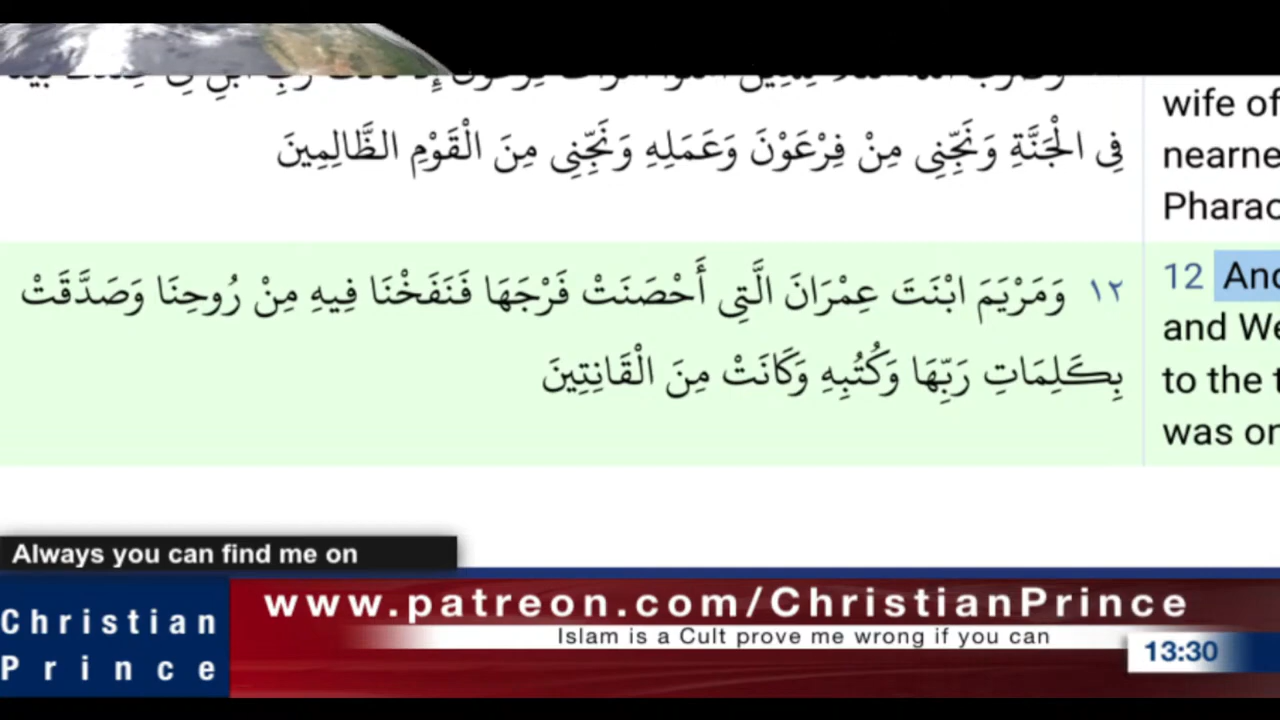 فِى الْجَنَّةِ وَنَجِّنِى مِنْ فِرْعَوْنَ وَعَمَلِهِ وَنَجِّنِى مِنَ الْقَوْمِ الظَّالِمِينَ
١٢ وَمَرْيَمَ ابْنَتَ عِمْرَانَ الَّتِى أَحْصَنَتْ فَرْجَهَا فَنَفَخْنَا فِيهِ مِنْ رُوحِنَا وَصَدَّقَتْ
بِكَلِمَاتِ رَبِّهَا وَكُتُبِهِ وَكَانَتْ مِنَ الْقَانِتِينَ
wife of
nearne
Pharao
12 And
and We
to the t
was on
Always you can find me on
Christian
Prince
www.patreon.com/ChristianPrince
Islam is a Cult prove me wrong if you can
13:30